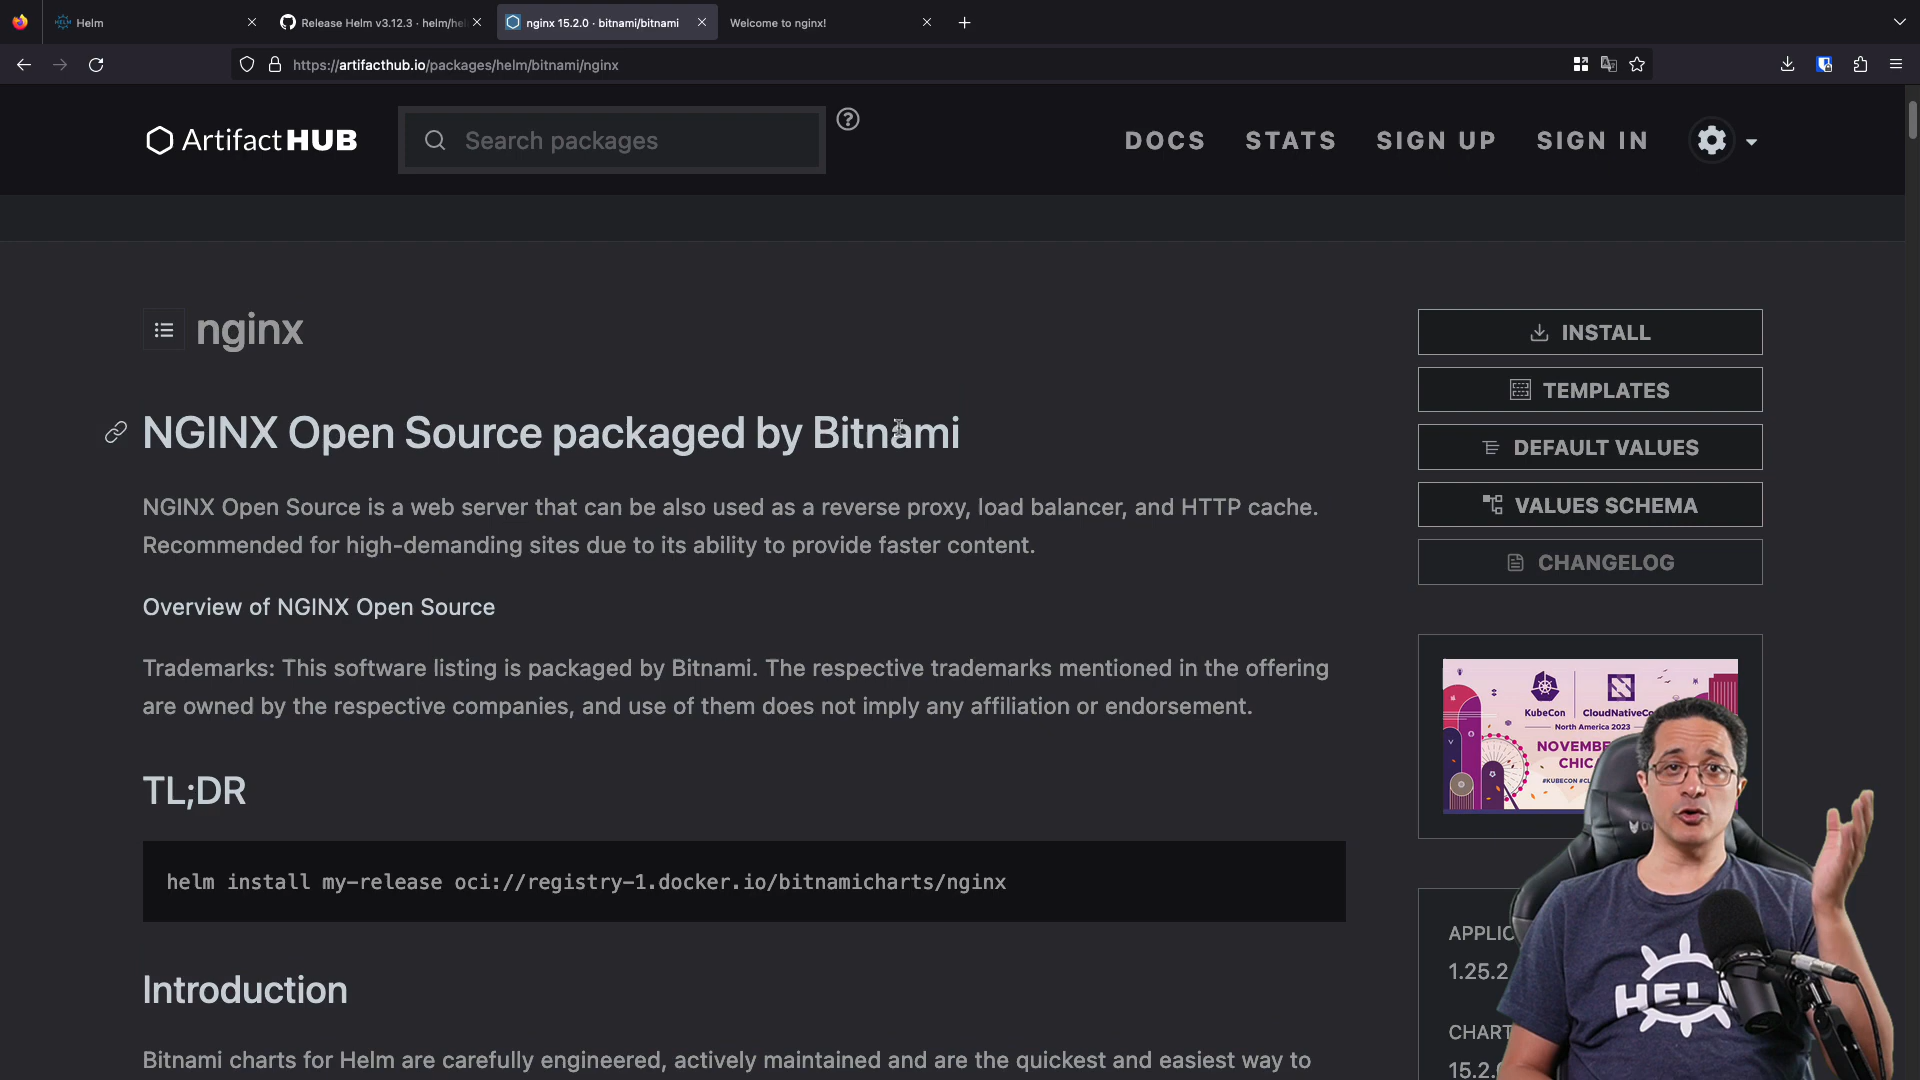 Helm
Release Helm v3.12.3 · helm/he
nginx 15.2.0 · bitnami/bitnami
Welcome to nginx!
https://artifacthub.io/packages/helm/bitnami/nginx
Artifact HUB
Search packages
DOCS
STATS
SIGN UP
SIGN IN
nginx
INSTALL
TEMPLATES
DEFAULT VALUES
VALUES SCHEMA
CHANGELOG
NGINX Open Source packaged by Bitnami
NGINX Open Source is a web server that can be also used as a reverse proxy, load balancer, and HTTP cache.
Recommended for high-demanding sites due to its ability to provide faster content.
Overview of NGINX Open Source
Trademarks: This software listing is packaged by Bitnami. The respective trademarks mentioned in the offering
are owned by the respective companies, and use of them does not imply any affiliation or endorsement.
KubeCon
CloudNativeCo
North America 2023
NOVEMBE
CHIC
TL;DR
helm install my-release oci://registry-1.docker.io/bitnamicharts/nginx
APPLIC
1.25.2
CHART
15.2.
HELM
Introduction
Bitnami charts for Helm are carefully engineered, actively maintained and are the quickest and easiest way to